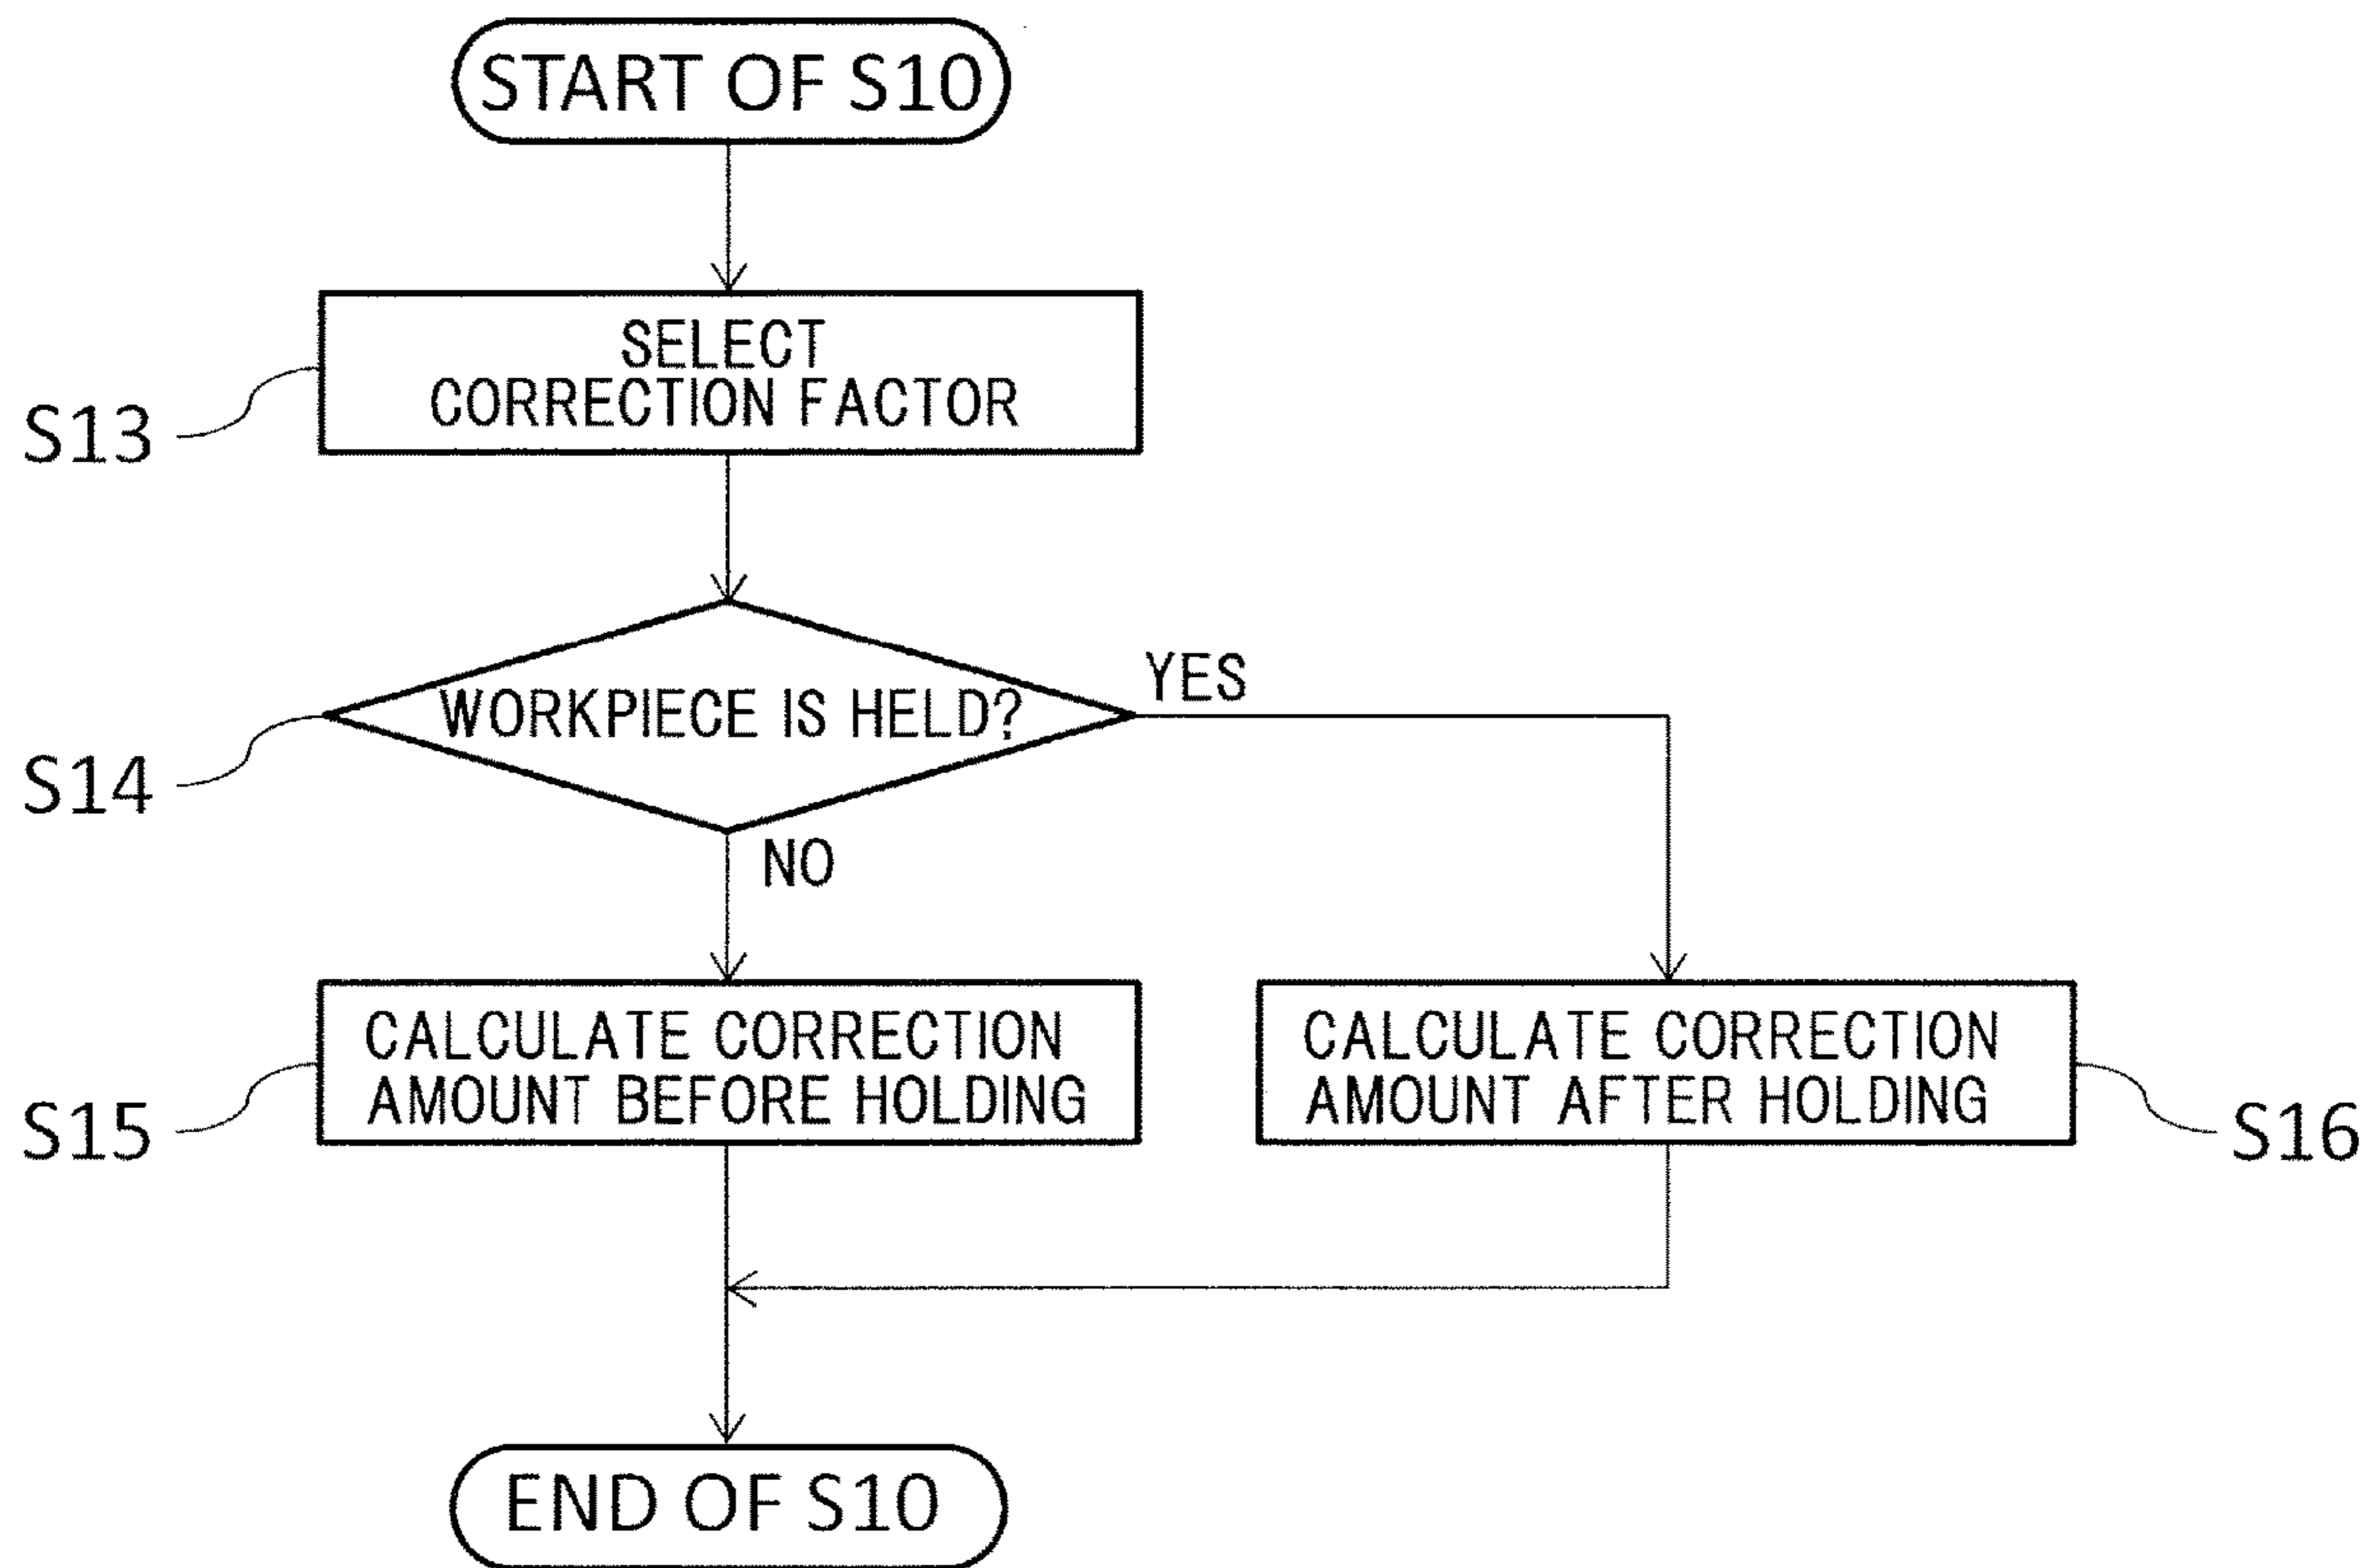 START OF S10
SELECT
CORRECTION FACTOR
S13
WORKPIECE IS HELD?
YES
S14
NO
CALCULATE CORRECTION
AMOUNT BEFORE HOLDING
S15
CALCULATE CORRECTION
AMOUNT AFTER HOLDING
S16
END OF S10